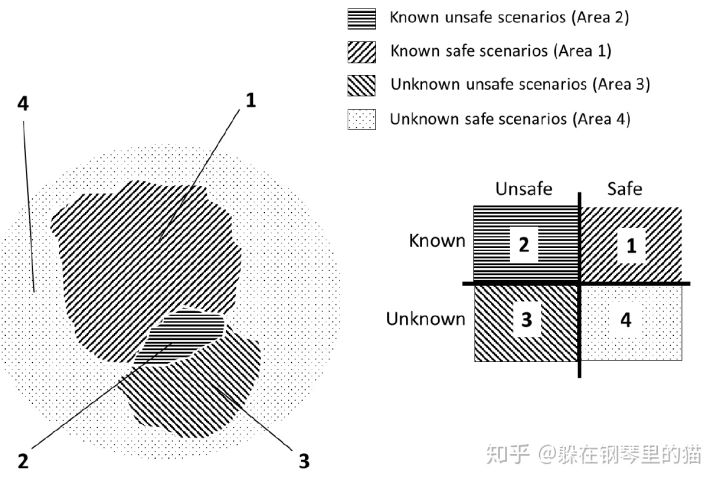 Known unsafe scenarios (Area 2)
Known safe scenarios (Area 1)
Unknown unsafe scenarios (Area 3)
Unknown safe scenarios (Area 4)
4
1
2
3
Unsafe Safe
Known 2 1
Unknown 3 4
知乎 @躲在钢琴里的猫